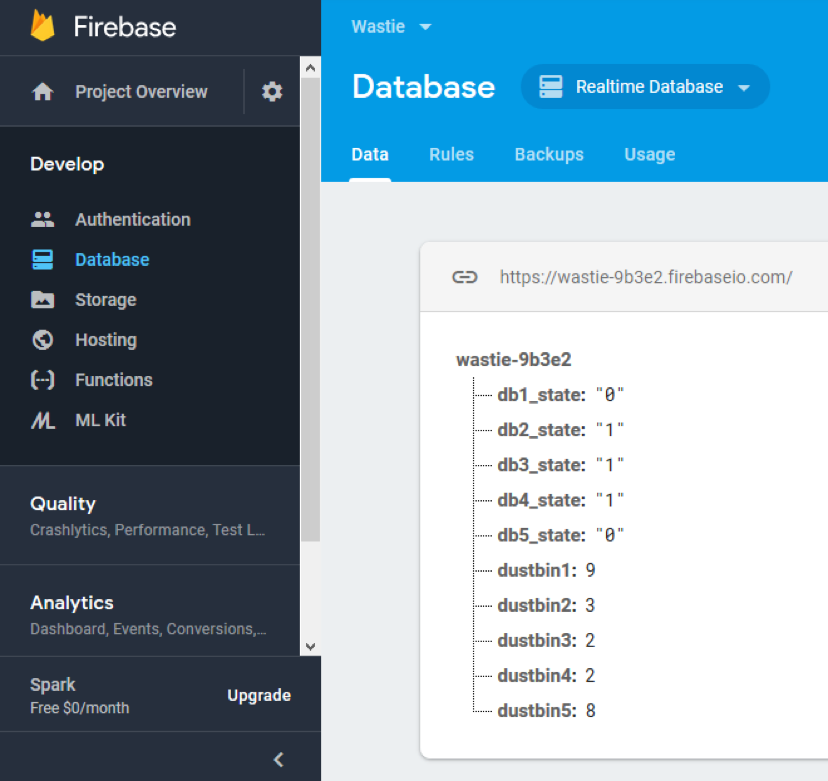 Firebase
Project Overview
Develop
Authentication
Database
Storage
Hosting
Functions
ML Kit
Quality
Crashlytics, Performance, Test L...
Analytics
Dashboard, Events, Conversions,...
Spark
Free $0/month
Upgrade
Wastie
Database
Realtime Database
Data Rules Backups Usage
https://wastie-9b3e2.firebaseio.com/
wastie-9b3e2
db1_state: "0"
db2_state: "1"
db3_state: "1"
db4_state: "1"
db5_state: "0"
dustbin1: 9
dustbin2: 3
dustbin3: 2
dustbin4: 2
dustbin5: 8